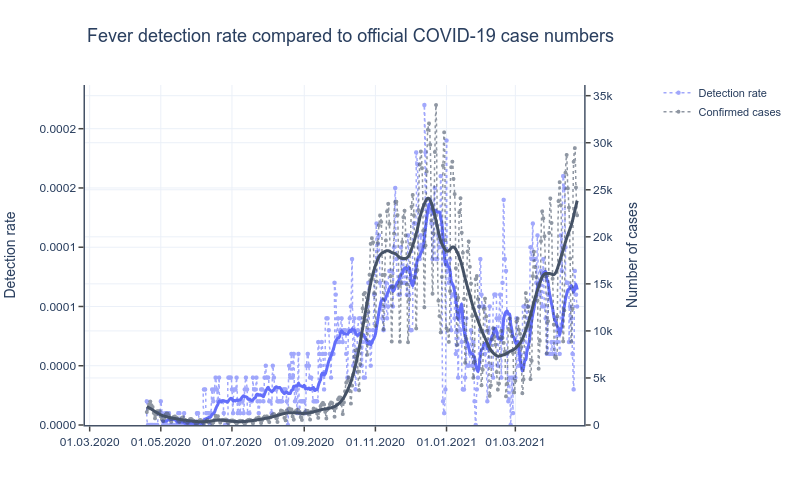 Fever detection rate compared to official COVID-19 case numbers
Detection rate
Confirmed cases
Detection rate
0.0002
0.0002
0.0001
0.0001
0.0000
0.0000
35k
30k
25k
20k
15k
10k
5k
0
Number of cases
01.03.2020 01.05.2020 01.07.2020 01.09.2020 01.11.2020 01.01.2021 01.03.2021